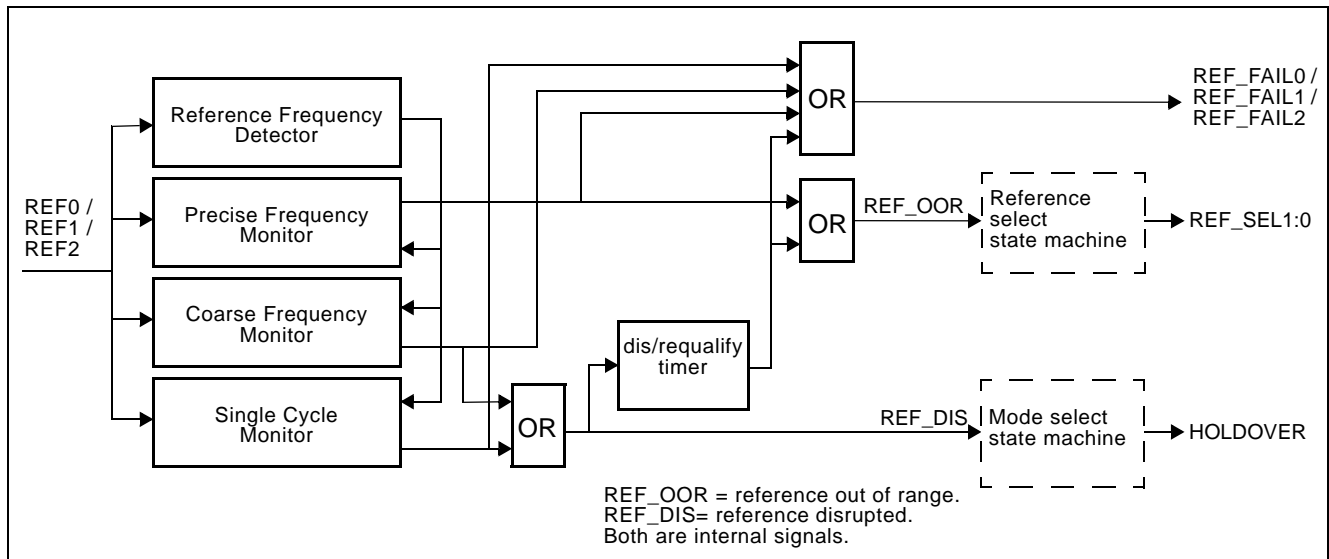 REF0 /
REF1 /
REF2
Reference Frequency
Detector
Precise Frequency
Monitor
Coarse Frequency
Monitor
Single Cycle
Monitor
OR
dis/requalify
timer
OR
OR
REF_OOR
REF_DIS
Reference
select
state machine
Mode select
state machine
REF_FAIL0 /
REF_FAIL1 /
REF_FAIL2
REF_SEL1:0
HOLDOVER
REF_OOR = reference out of range.
REF_DIS= reference disrupted.
Both are internal signals.